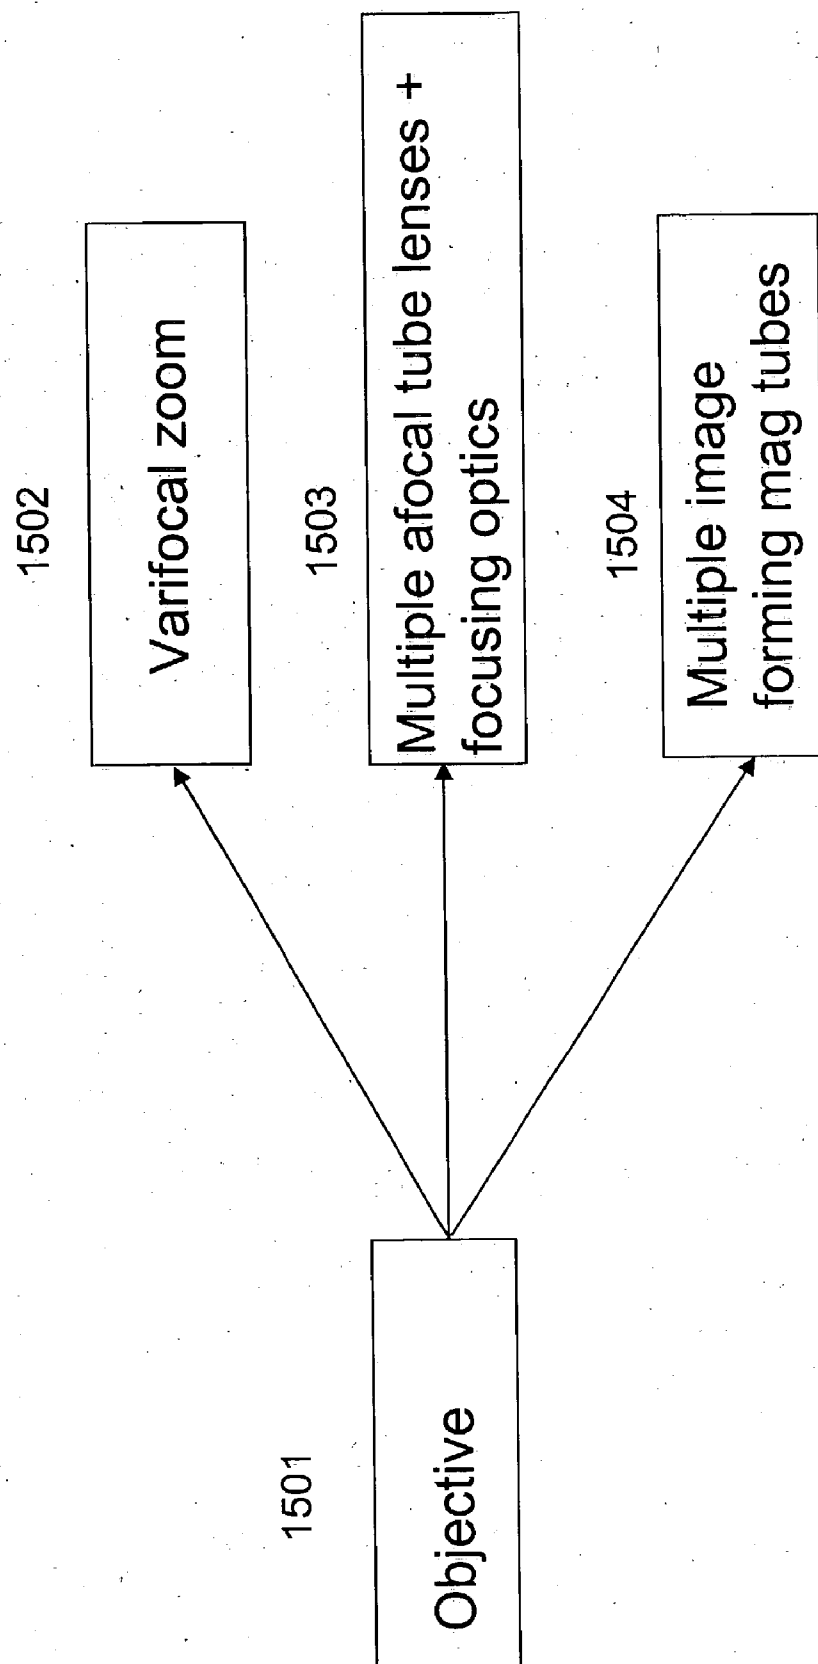 1501
Objective
1502
Varifocal zoom
1503
Multiple afocal tube lenses +
focusing optics
1504
Multiple image
forming mag tubes